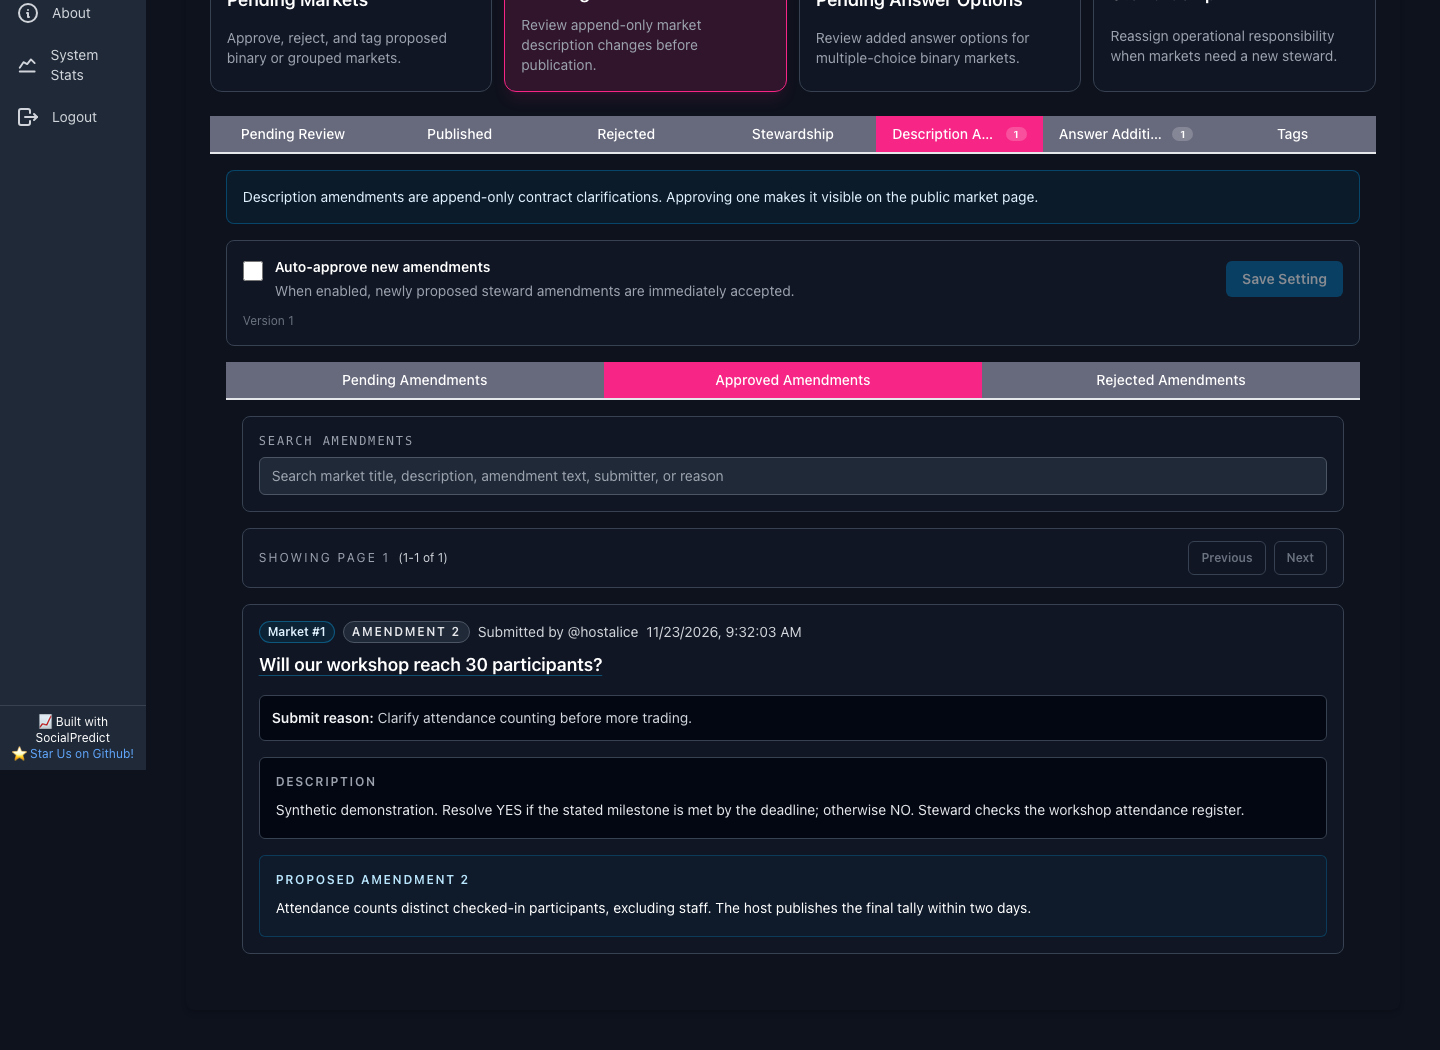 About
System
Stats
Logout
📈 Built with
SocialPredict
⭐ Star Us on Github!
Pending Markets
Approve, reject, and tag proposed
binary or grouped markets.
Review append-only market
description changes before
publication.
Pending Answer Options
Review added answer options for
multiple-choice binary markets.
Reassign operational responsibility
when markets need a new steward.
Pending Review
Published
Rejected
Stewardship
Description A... 1
Answer Additi... 1
Tags
Description amendments are append-only contract clarifications. Approving one makes it visible on the public market page.
Auto-approve new amendments
When enabled, newly proposed steward amendments are immediately accepted.
Version 1
Save Setting
Pending Amendments
Approved Amendments
Rejected Amendments
SEARCH AMENDMENTS
Search market title, description, amendment text, submitter, or reason
SHOWING PAGE 1 (1-1 of 1)
Previous
Next
Market #1 AMENDMENT 2 Submitted by @hostalice 11/23/2026, 9:32:03 AM
Will our workshop reach 30 participants?
Submit reason: Clarify attendance counting before more trading.
DESCRIPTION
Synthetic demonstration. Resolve YES if the stated milestone is met by the deadline; otherwise NO. Steward checks the workshop attendance register.
PROPOSED AMENDMENT 2
Attendance counts distinct checked-in participants, excluding staff. The host publishes the final tally within two days.